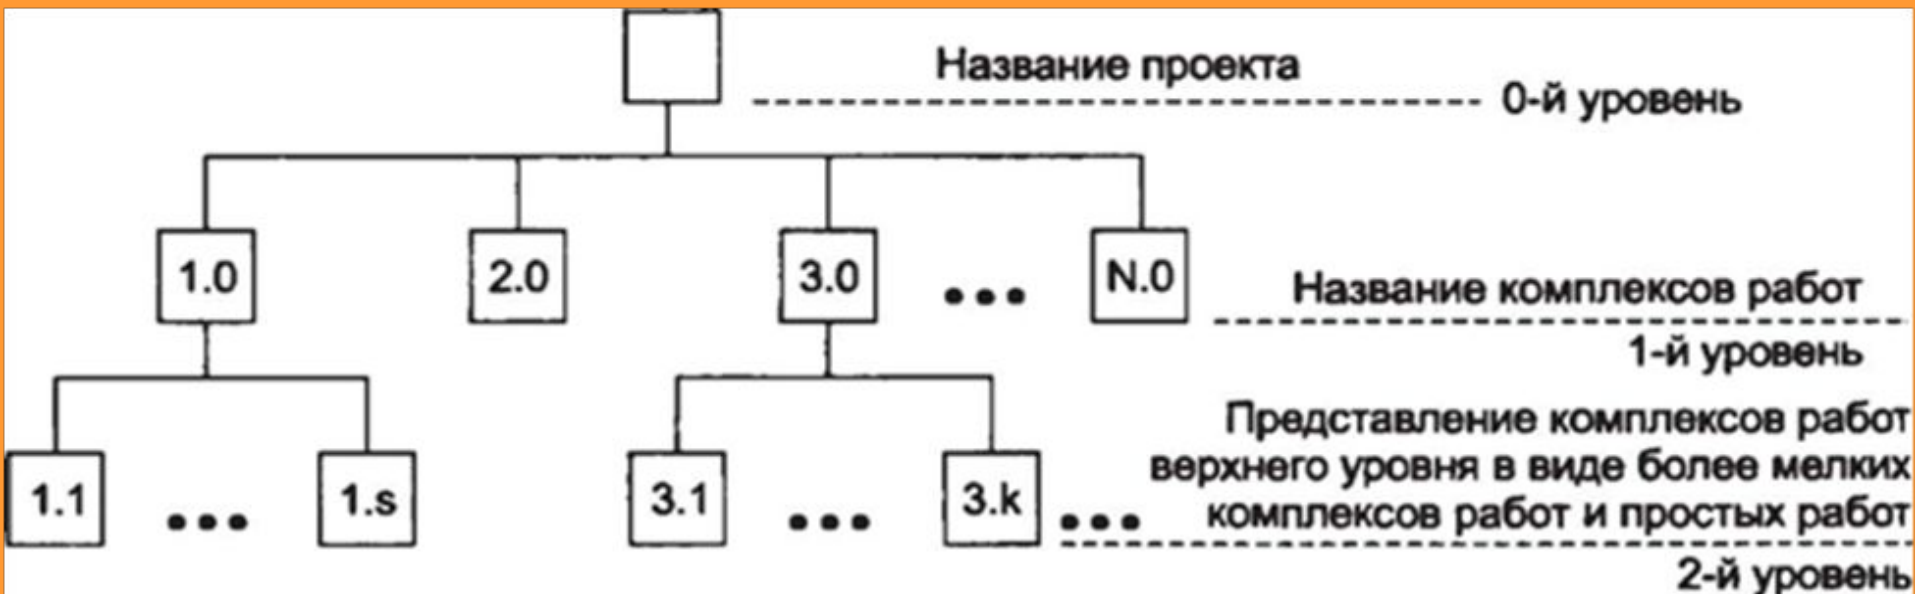 Название проекта
0-й уровень
1.0 2.0 3.0 ... N.0
Название комплексов работ
1-й уровень
Представление комплексов работ
верхнего уровня в виде более мелких
1.1 ... 1.s 3.1 ... 3.k ... комплексов работ и простых работ
2-й уровень